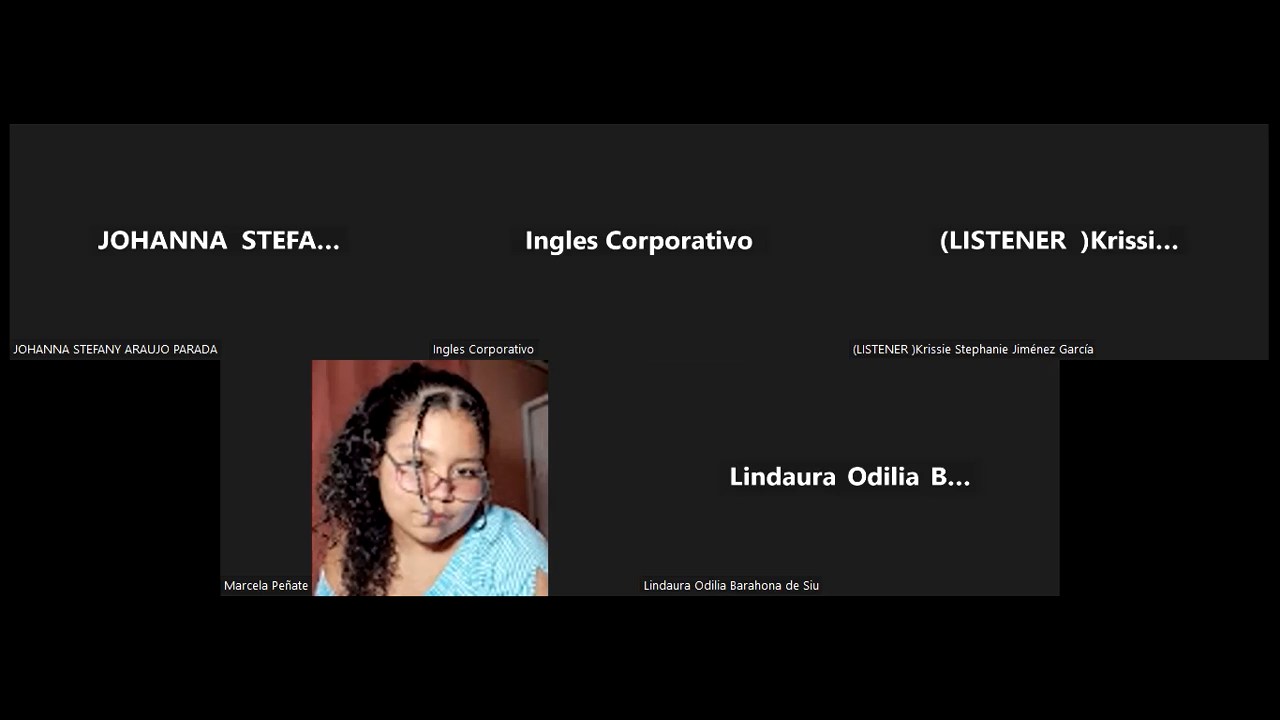 JOHANNA STEFA...
Ingles Corporativo
(LISTENER )Krissi...
JOHANNA STEFANY ARAUJO PARADA
Ingles Corporativo
(LISTENER )Krissie Stephanie Jiménez García
Lindaura Odilia B...
Marcela Peñate
Lindaura Odilia Barahona de Siu